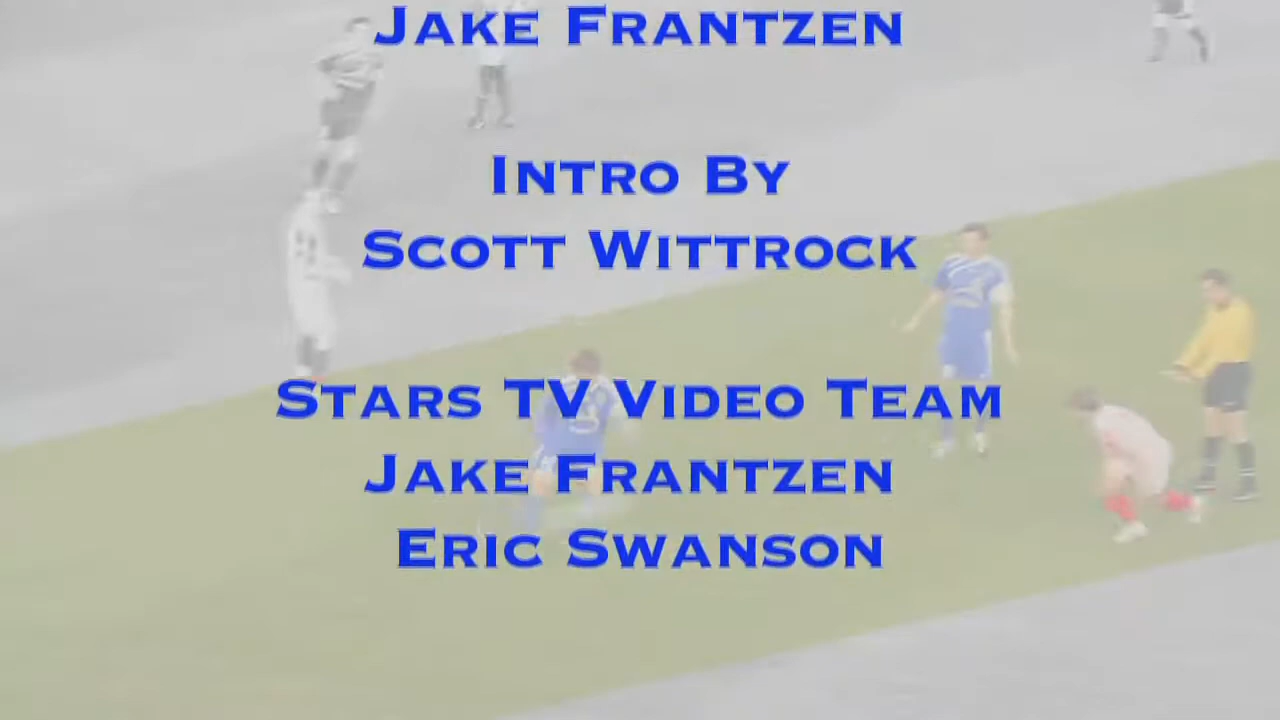 Jake Frantzen
Intro By
Scott Wittrock
Stars TV Video Team
Jake Frantzen
Eric Swanson